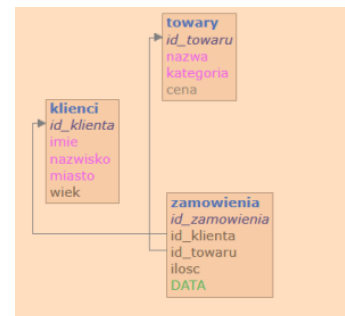 towary
id_towaru
nazwa
kategoria
cena
klienci
id_klienta
imie
nazwisko
miasto
wiek
zamowienia
id_zamowienia
id_klienta
id_towaru
ilosc
DATA